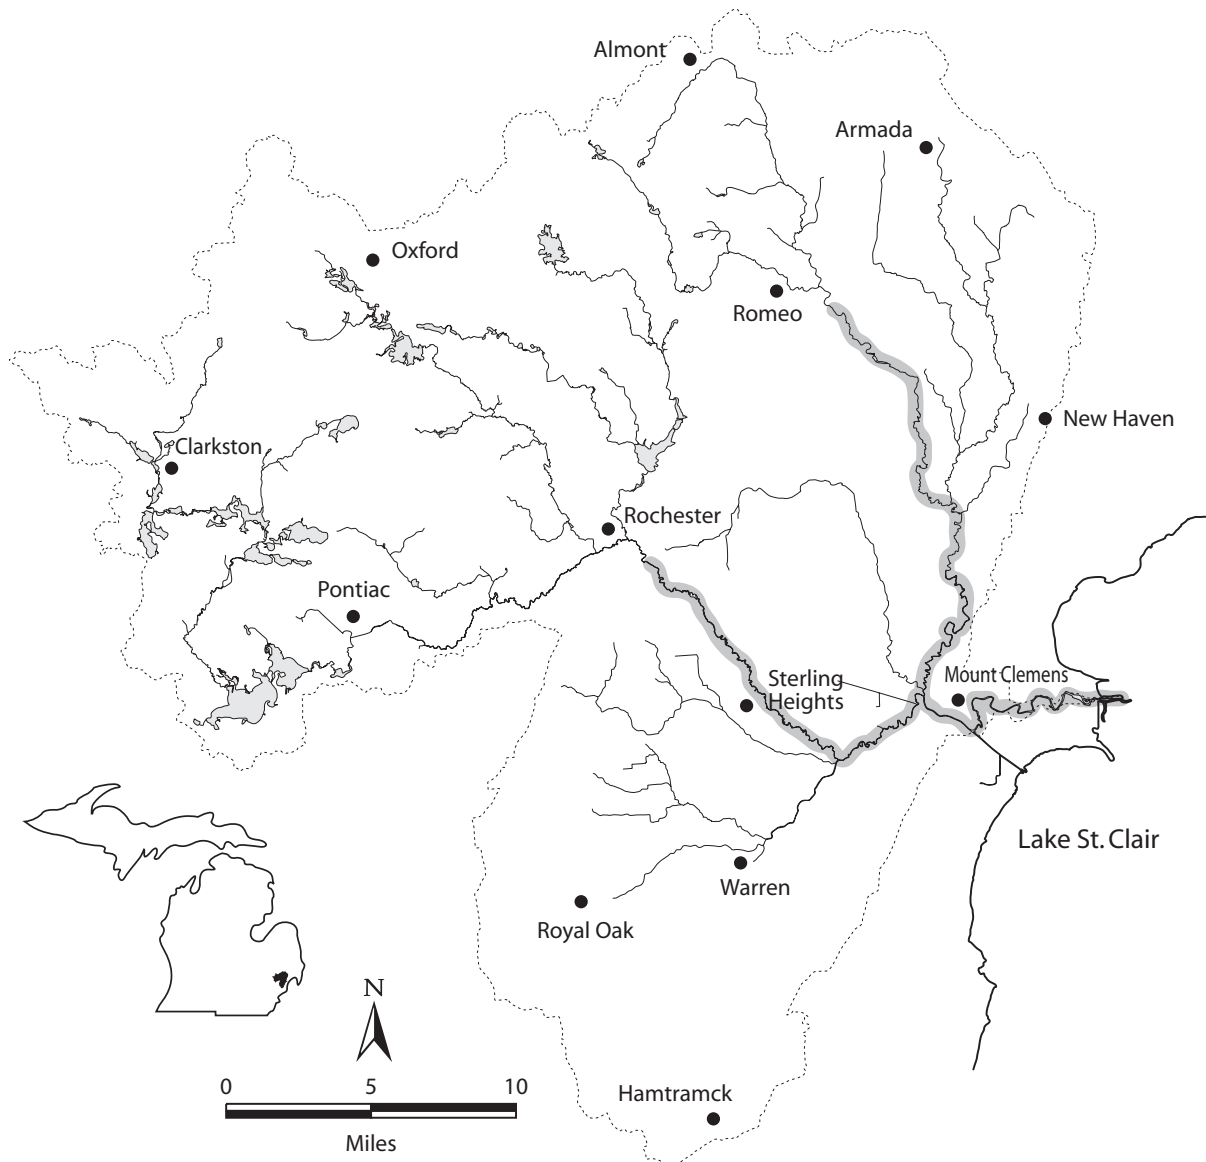 Almont
Armada
Oxford
Romeo
New Haven
Clarkston
Rochester
Pontiac
Mount Clemens
Sterling
Heights
Lake St. Clair
Warren
Royal Oak
N
0 5 10
Miles
Hamtramck